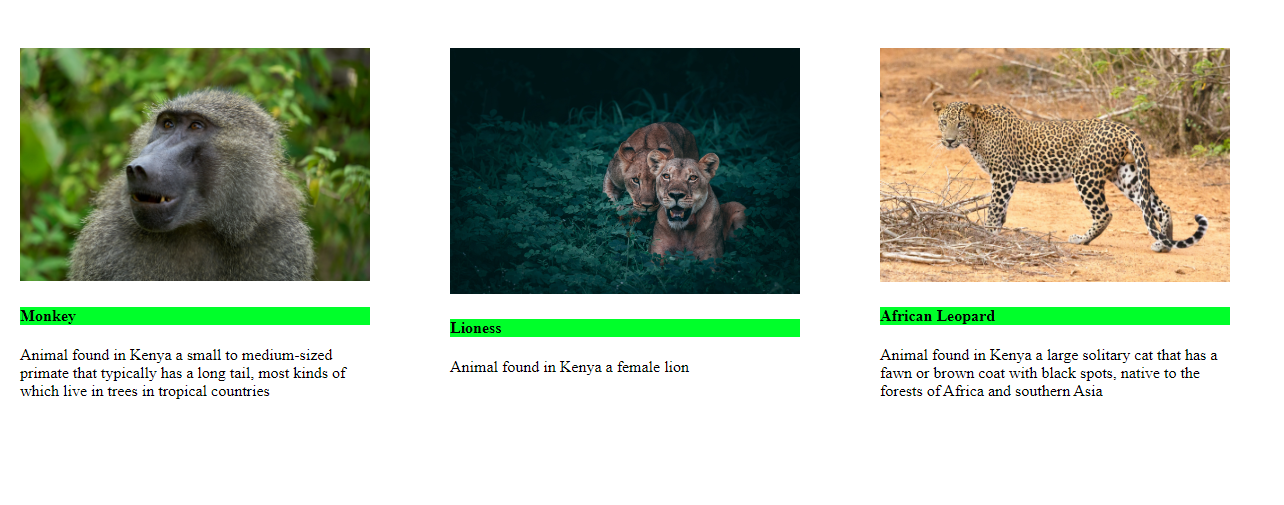 Monkey
Animal found in Kenya a small to medium-sized
primate that typically has a long tail, most kinds of
which live in trees in tropical countries
Lioness
Animal found in Kenya a female lion
African Leopard
Animal found in Kenya a large solitary cat that has a
fawn or brown coat with black spots, native to the
forests of Africa and southern Asia